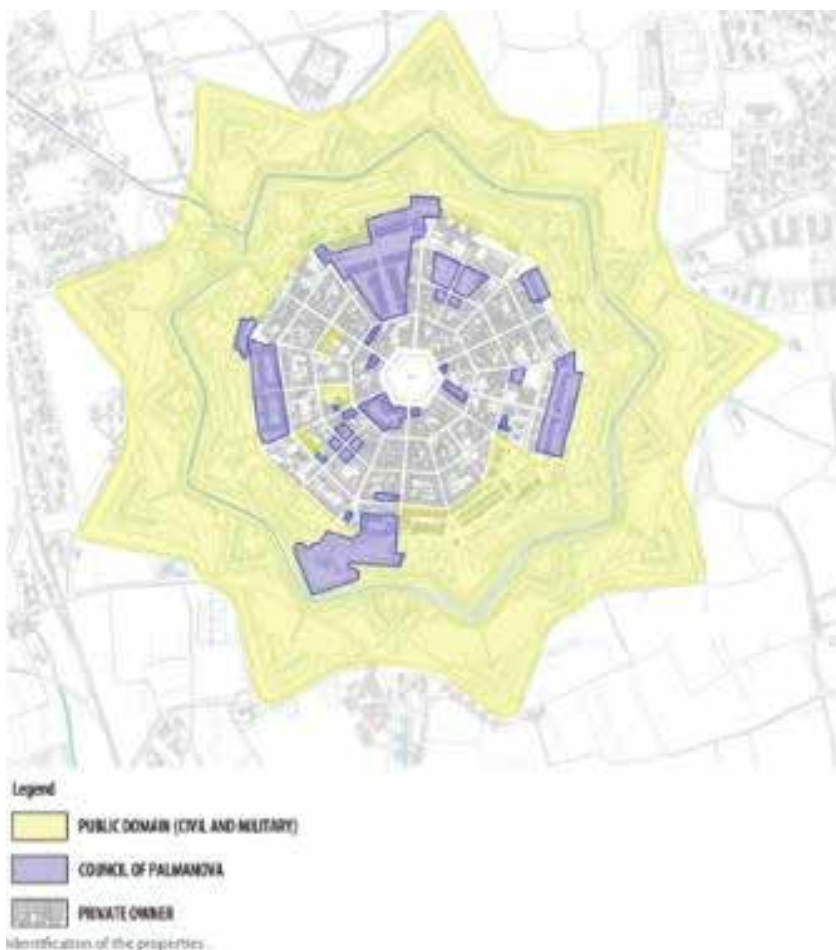 Legend
PUBLIC DOMAIN (CIVIL AND MILITARY)
COUNCIL OF PALMANOVA
PRIVATE OWNER
Identification of the properties.